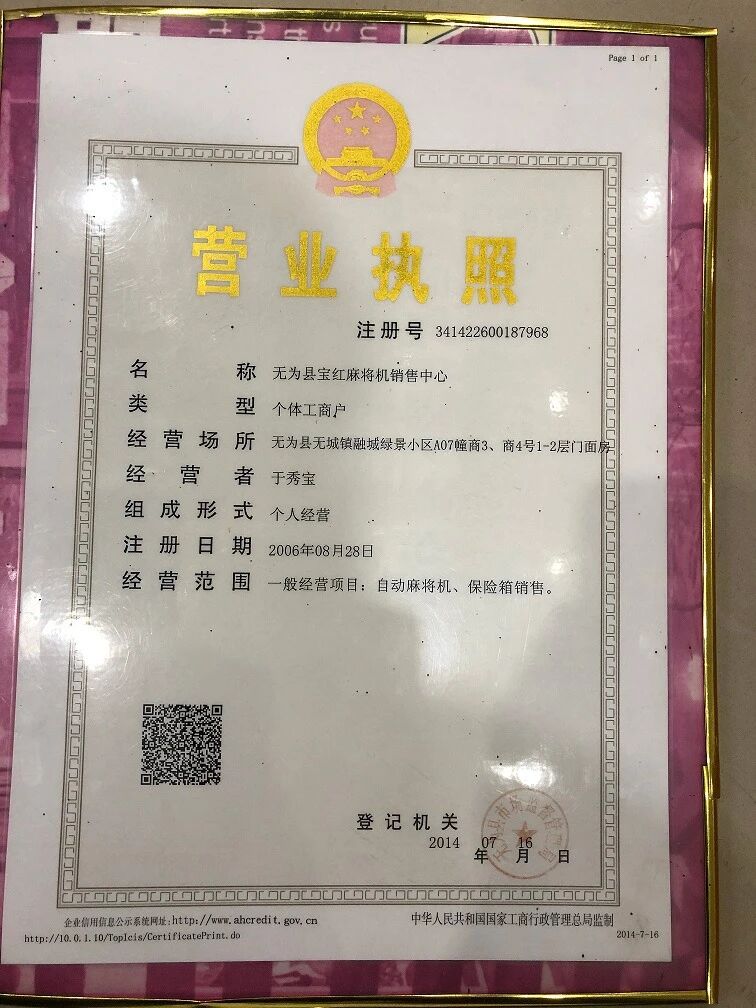 Page 1 of 1
营业执照
注册号 341422600187968
名称 无为县宝红麻将机销售中心
类型 个体工商户
经营场所 无为县无城镇融城绿景小区A07幢商3、商4号1-2层门面房
经营者 于秀宝
组成形式 个人经营
注册日期 2006年08月28日
经营范围 一般经营项目：自动麻将机、保险箱销售。
登记机关
2014年07月16日
企业信用信息公示系统网址:http://www.ahcredit.gov.cn
中华人民共和国国家工商行政管理总局监制
http://10.0.1.10/TopIcis/CertificatePrint.do
2014-7-16